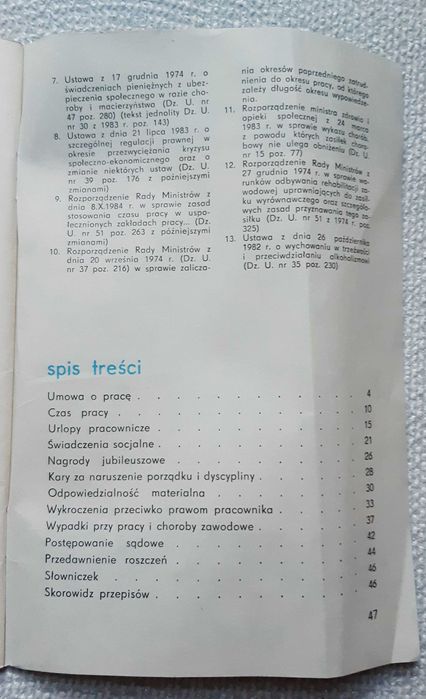 7. Ustawa z 17 grudnia 1974 r. o
świadczeniach pieniężnych z ubez-
pieczenia społecznego w razie cho-
roby i macierzyństwa (Dz. U. nr
47 poz. 280) (tekst jednolity Dz. U.
nr 30 z 1983 r. poz. 143)
8. Ustawa z dnia 21 lipca 1983 r. o
szczególnej regulacji prawnej w
okresie przezwyciężania kryzysu
społeczno-ekonomicznego oraz o
zmianie niektórych ustaw (Dz. U.
nr 39 poz. 176 z późniejszymi
zmianami)
9. Rozporządzenie Rady Ministrów z
dnia 8.X.1984 r. w sprawie zasad
stosowania czasu pracy w uspo-
łecznionych zakładach pracy... (Dz.
U. nr 51 poz. 263 z późniejszymi
zmianami)
10. Rozporządzenie Rady Ministrów z
dnia 20 września 1974 r. (Dz. U.
nr 37 poz. 216) w sprawie zalicza-
nia okresów poprzedniego zatrud-
nienia do okresu pracy, od którego
zależy długość okresu wypowiedze-
nia.
11. Rozporządzenie ministra zdrowia i
opieki społecznej z 24 marca
1983 r. w sprawie wykazu chorób,
z powodu których zasiłek choro-
bowy nie ulega obniżeniu (Dz. U.
nr 15 poz. 77)
12. Rozporządzenie Rady Ministrów z
27 grudnia 1974 r. w sprawie wa-
runków odbywania rehabilitacji za-
wodowej uprawniających do zasił-
ku wyrównawczego oraz szczegóło-
wych zasad przyznawania tego za-
siłku (Dz. U. nr 51 z 1974 r. poz.
325)
13. Ustawa z dnia 26 października
1982 r. o wychowaniu w trzeźwości
i przeciwdziałaniu alkoholizmowi
(Dz. U. nr 35 poz. 230)
spis treści
Umowa o pracę . . . . . . . . . . . 4
Czas pracy . . . . . . . . . . . . 10
Urlopy pracownicze . . . . . . . . . . 15
Świadczenia socjalne . . . . . . . . . . 21
Nagrody jubileuszowe . . . . . . . . . 26
Kary za naruszenie porządku i dyscypliny . . . . . 28
Odpowiedzialność materialna . . . . . . . . 30
Wykroczenia przeciwko prawom pracownika . . . . 33
Wypadki przy pracy i choroby zawodowe . . . . . 37
Postępowanie sądowe . . . . . . . . . 42
Przedawnienie roszczeń . . . . . . . . . 44
Słowniczek . . . . . . . . . . . . 46
Skorowidz przepisów . . . . . . . . . . 46
47